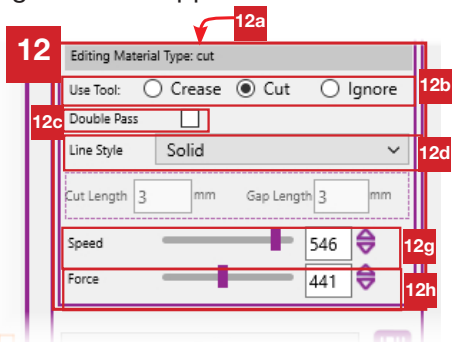 12a
12
Editing Material Type: cut
Use Tool: Crease Cut Ignore
12b
12c
Double Pass
Line Style Solid
12d
Cut Length 3 mm Gap Length 3 mm
Speed 546
12g
Force 441
12h